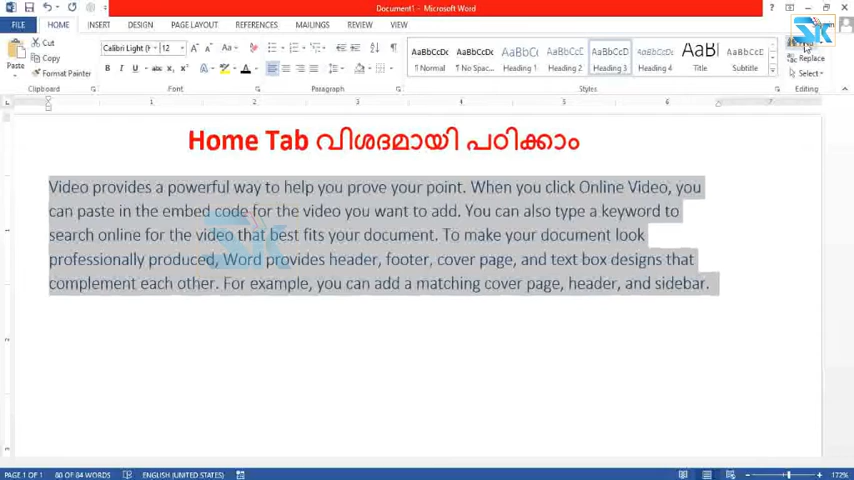 Document1 - Microsoft Word
FILE HOME INSERT DESIGN PAGE LAYOUT REFERENCES MAILINGS REVIEW VIEW
Paste
Cut
Copy
Format Painter
Clipboard
Calibri Light (H 12
Font
Paragraph
AaBbCcDc ¶ Normal
AaBbCcDc ¶ No Spac...
AaBbC Heading 1
AaBbCcC Heading 2
AaBbCcD Heading 3
AaBbCcDc Heading 4
AaB Title
AaBbCcD Subtitle
Styles
Replace
Select
Editing
SK
Home Tab വിശദമായി പഠിക്കാം
Video provides a powerful way to help you prove your point. When you click Online Video, you
can paste in the embed code for the video you want to add. You can also type a keyword to
search online for the video that best fits your document. To make your document look
professionally produced, Word provides header, footer, cover page, and text box designs that
complement each other. For example, you can add a matching cover page, header, and sidebar.
PAGE 1 OF 1 80 OF 84 WORDS ENGLISH (UNITED STATES) 172%